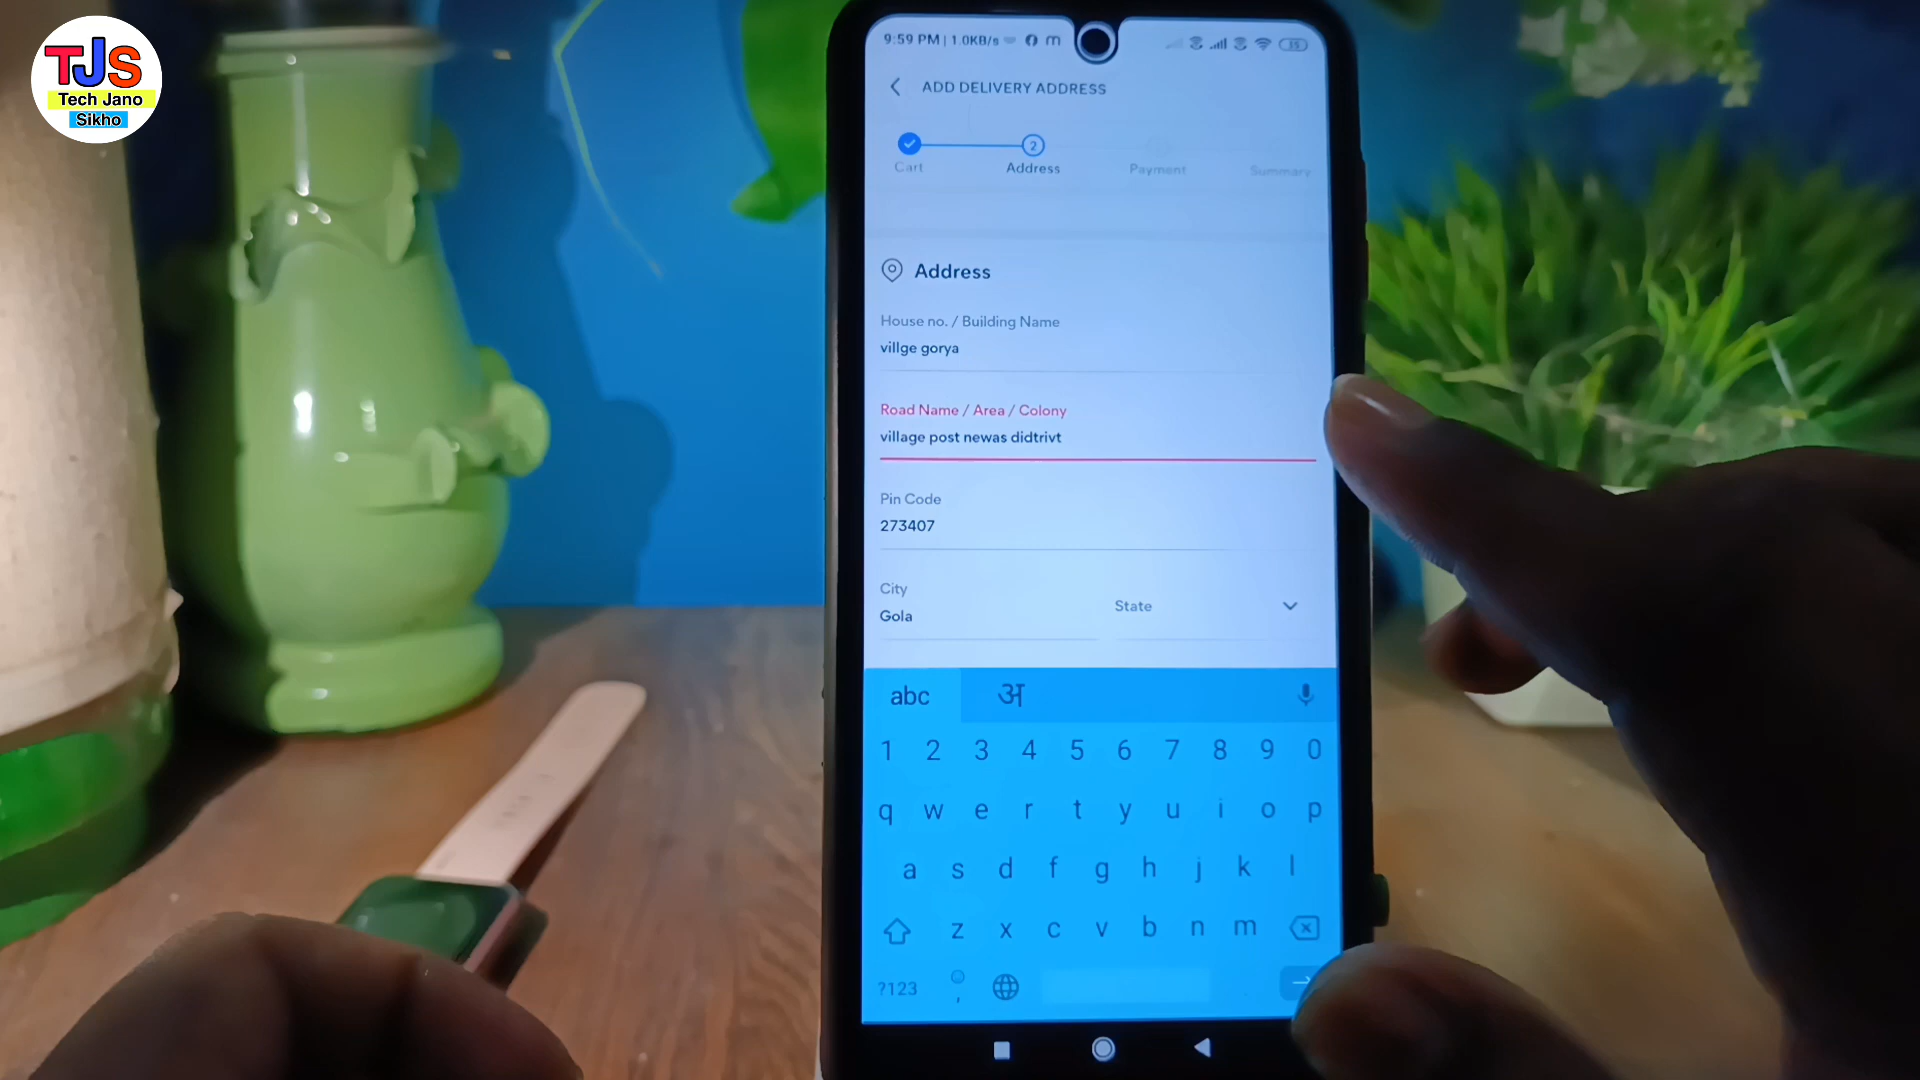 TJS
Tech Jano
Sikho
9:59 PM | 1.0KB/s
ADD DELIVERY ADDRESS
2
Cart Address Payment Summary
Address
House no. / Building Name
villge gorya
Road Name / Area / Colony
village post newas didtrivt
Pin Code
273407
City
Gola
State
abc अ
1 2 3 4 5 6 7 8 9 0
q w e r t y u i o p
a s d f g h j k l
z x c v b n m
?123 ,